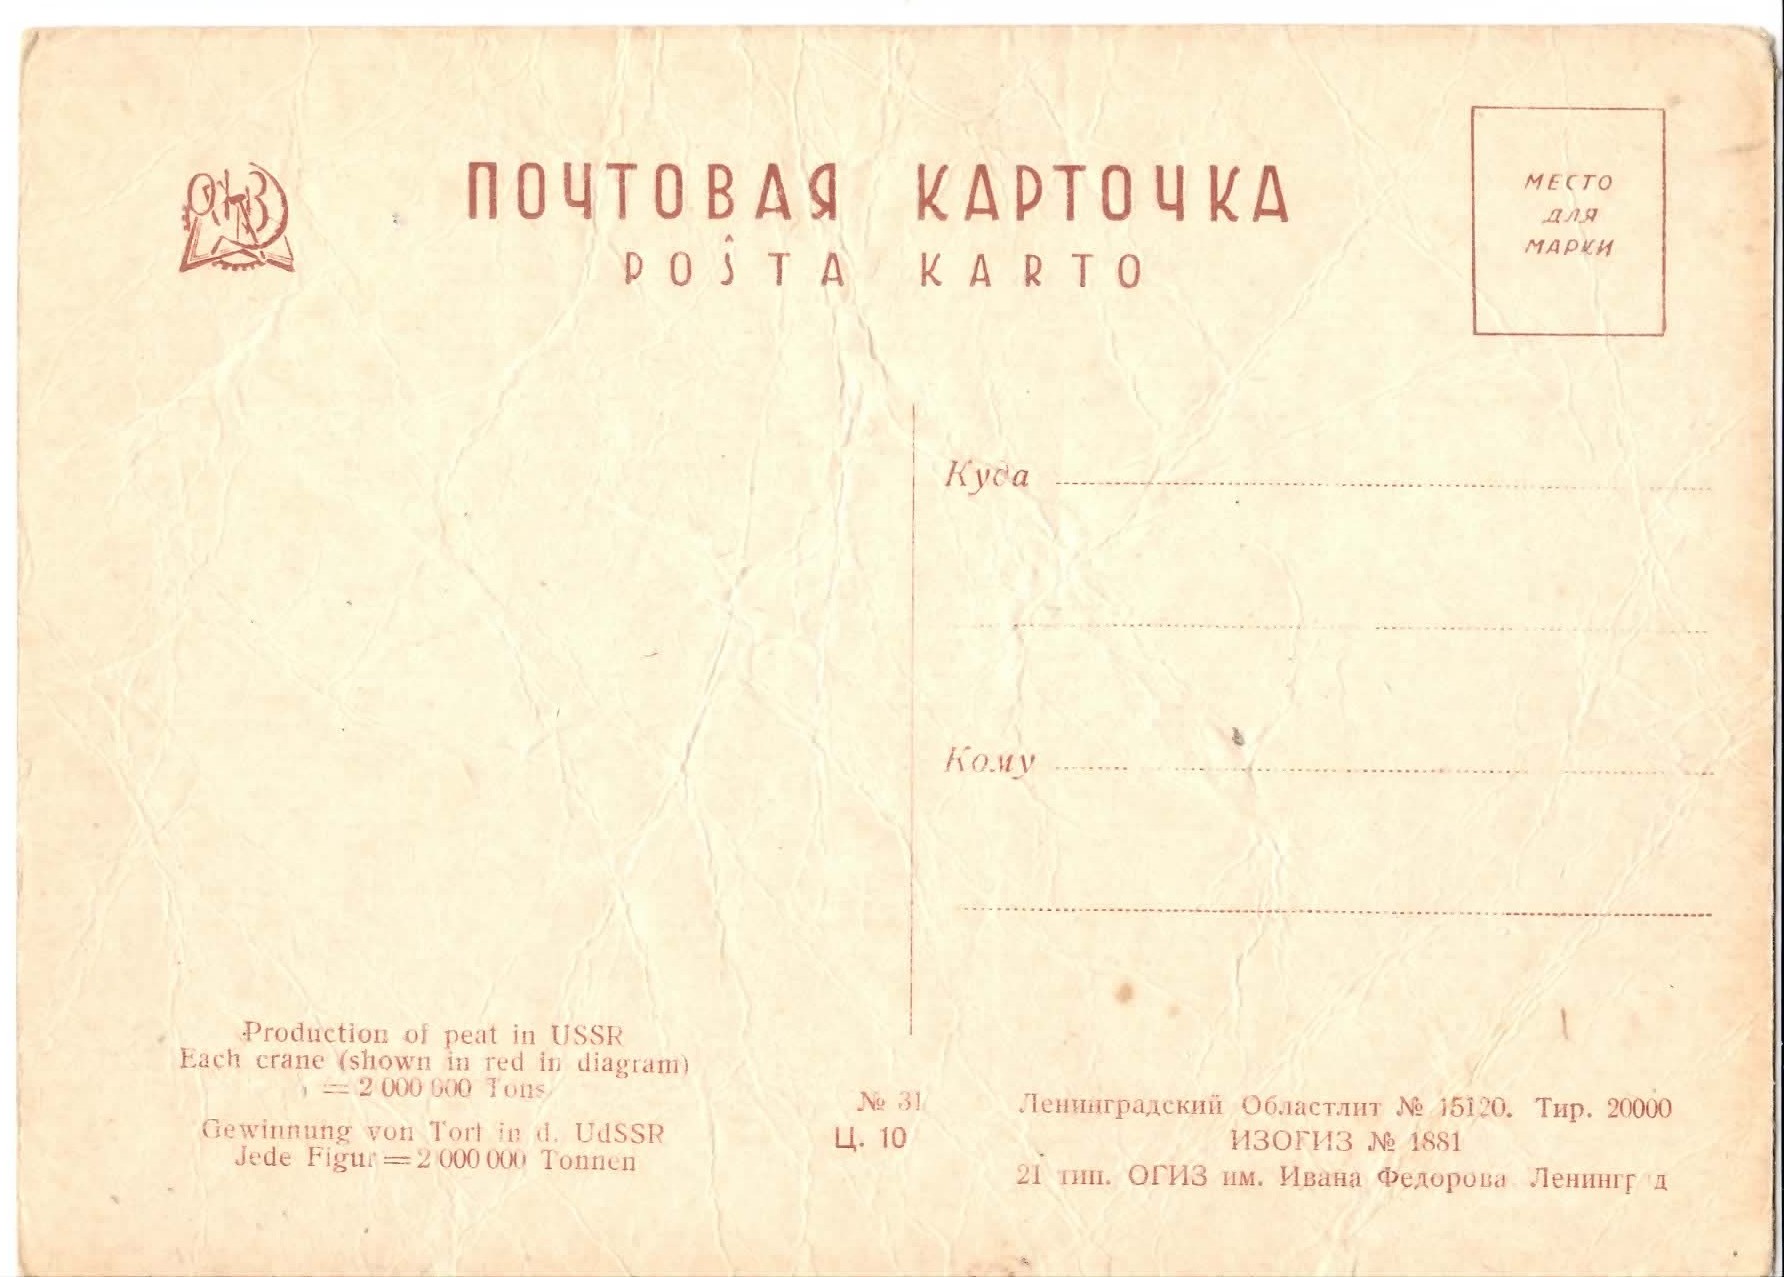 ОГИЗ
ПОЧТОВАЯ КАРТОЧКА
POŜTA KARTO
МЕСТО
ДЛЯ
МАРКИ
Куда
Кому
Production of peat in USSR
Each crane (shown in red in diagram)
= 2 000 000 Tons
Gewinnung von Torf in d. UdSSR
Jede Figur = 2 000 000 Tonnen
№ 31
Ц. 10
Ленинградский Областлит № 15120. Тир. 20000
ИЗОГИЗ № 1881
21 тип. ОГИЗ им. Ивана Федорова Ленинград